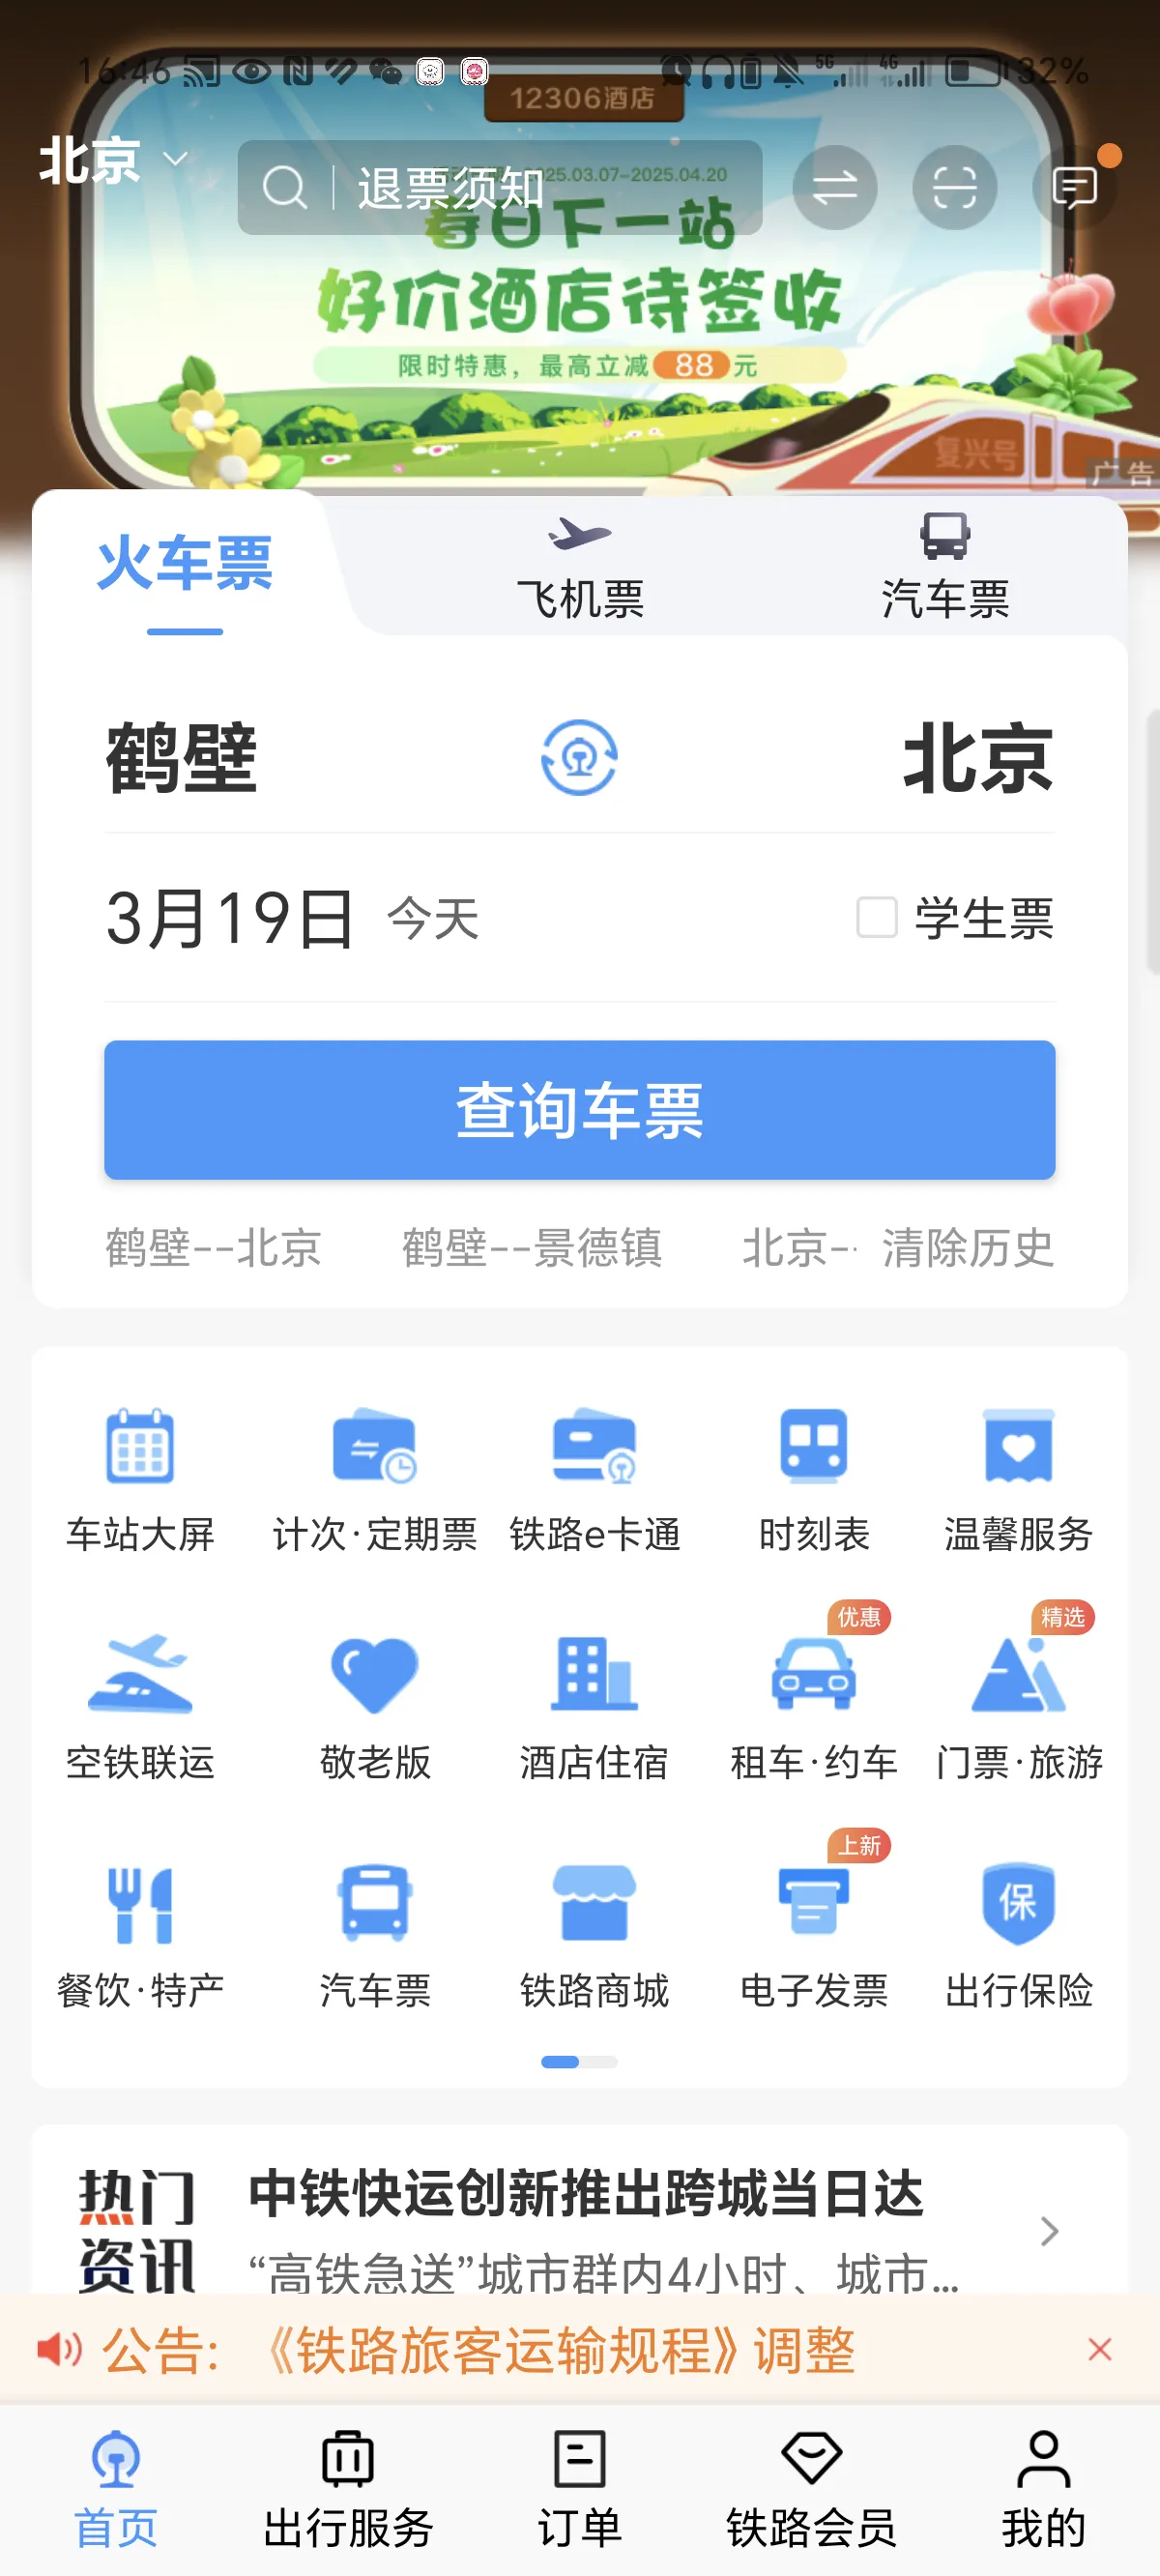 16:46
5G
4G
32%
12306酒店
北京
退票须知
2025.03.07-2025.04.20
春日下一站
好价酒店待签收
限时特惠，最高立减88元
复兴号
广告
火车票
飞机票
汽车票
鹤壁
北京
3月19日 今天
学生票
查询车票
鹤壁--北京 鹤壁--景德镇 北京-- 清除历史
车站大屏 计次·定期票 铁路e卡通 时刻表 温馨服务
优惠 精选
空铁联运 敬老版 酒店住宿 租车·约车 门票·旅游
上新
保
餐饮·特产 汽车票 铁路商城 电子发票 出行保险
热门
资讯
中铁快运创新推出跨城当日达
“高铁急送”城市群内4小时、城市...
公告: 《铁路旅客运输规程》调整
首页 出行服务 订单 铁路会员 我的